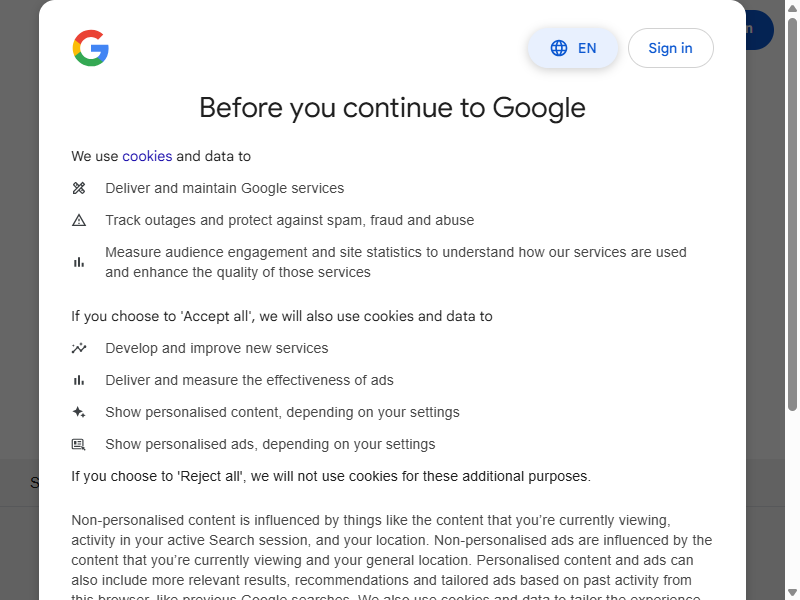 EN
Sign in
Before you continue to Google
We use cookies and data to
Deliver and maintain Google services
Track outages and protect against spam, fraud and abuse
Measure audience engagement and site statistics to understand how our services are used
and enhance the quality of those services
If you choose to 'Accept all', we will also use cookies and data to
Develop and improve new services
Deliver and measure the effectiveness of ads
Show personalised content, depending on your settings
Show personalised ads, depending on your settings
If you choose to 'Reject all', we will not use cookies for these additional purposes.
Non-personalised content is influenced by things like the content that you’re currently viewing,
activity in your active Search session, and your location. Non-personalised ads are influenced by the
content that you’re currently viewing and your general location. Personalised content and ads can
also include more relevant results, recommendations and tailored ads based on past activity from
this browser, like previous Google searches. We also use cookies and data to tailor the experience